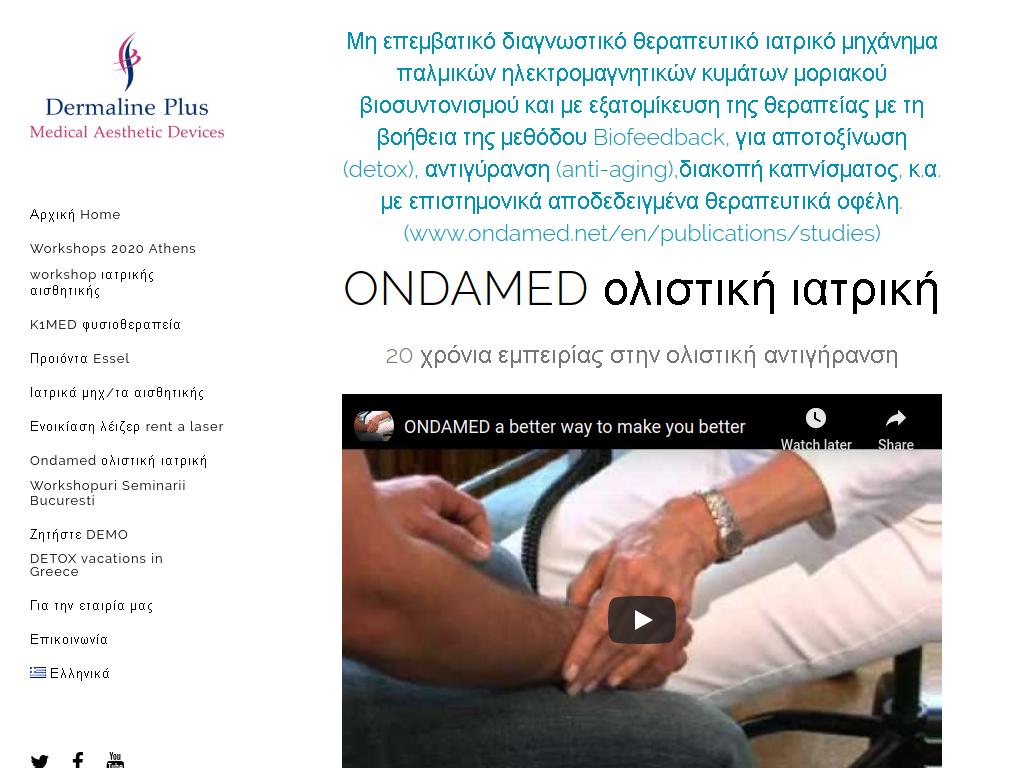 Dermaline Plus
Medical Aesthetic Devices
Αρχική Home
Workshops 2020 Athens
workshop ιατρικής
αισθητικής
K1MED φυσιοθεραπεία
Προιόντα Essel
Ιατρικά μηχ/τα αισθητικής
Ενοικίαση λέιζερ rent a laser
Ondamed ολιστική ιατρική
Workshopuri Seminarii
Bucuresti
Ζητήστε DEMO
DETOX vacations in
Greece
Για την εταιρία μας
Επικοινωνία
Ελληνικά
You
Tube
Μη επεμβατικό διαγνωστικό θεραπευτικό ιατρικό μηχάνημα
παλμικών ηλεκτρομαγνητικών κυμάτων μοριακού
βιοσυντονισμού και με εξατομίκευση της θεραπείας με τη
βοήθεια της μεθόδου Biofeedback, για αποτοξίνωση
(detox), αντιγύρανση (anti-aging),διακοπή καπνίσματος, κ.α.
με επιστημονικά αποδεδειγμένα θεραπευτικά οφέλη.
(www.ondamed.net/en/publications/studies)
ONDAMED ολιστική ιατρική
20 χρόνια εμπειρίας στην ολιστική αντιγήρανση
ONDAMED a better way to make you better
Watch later
Share